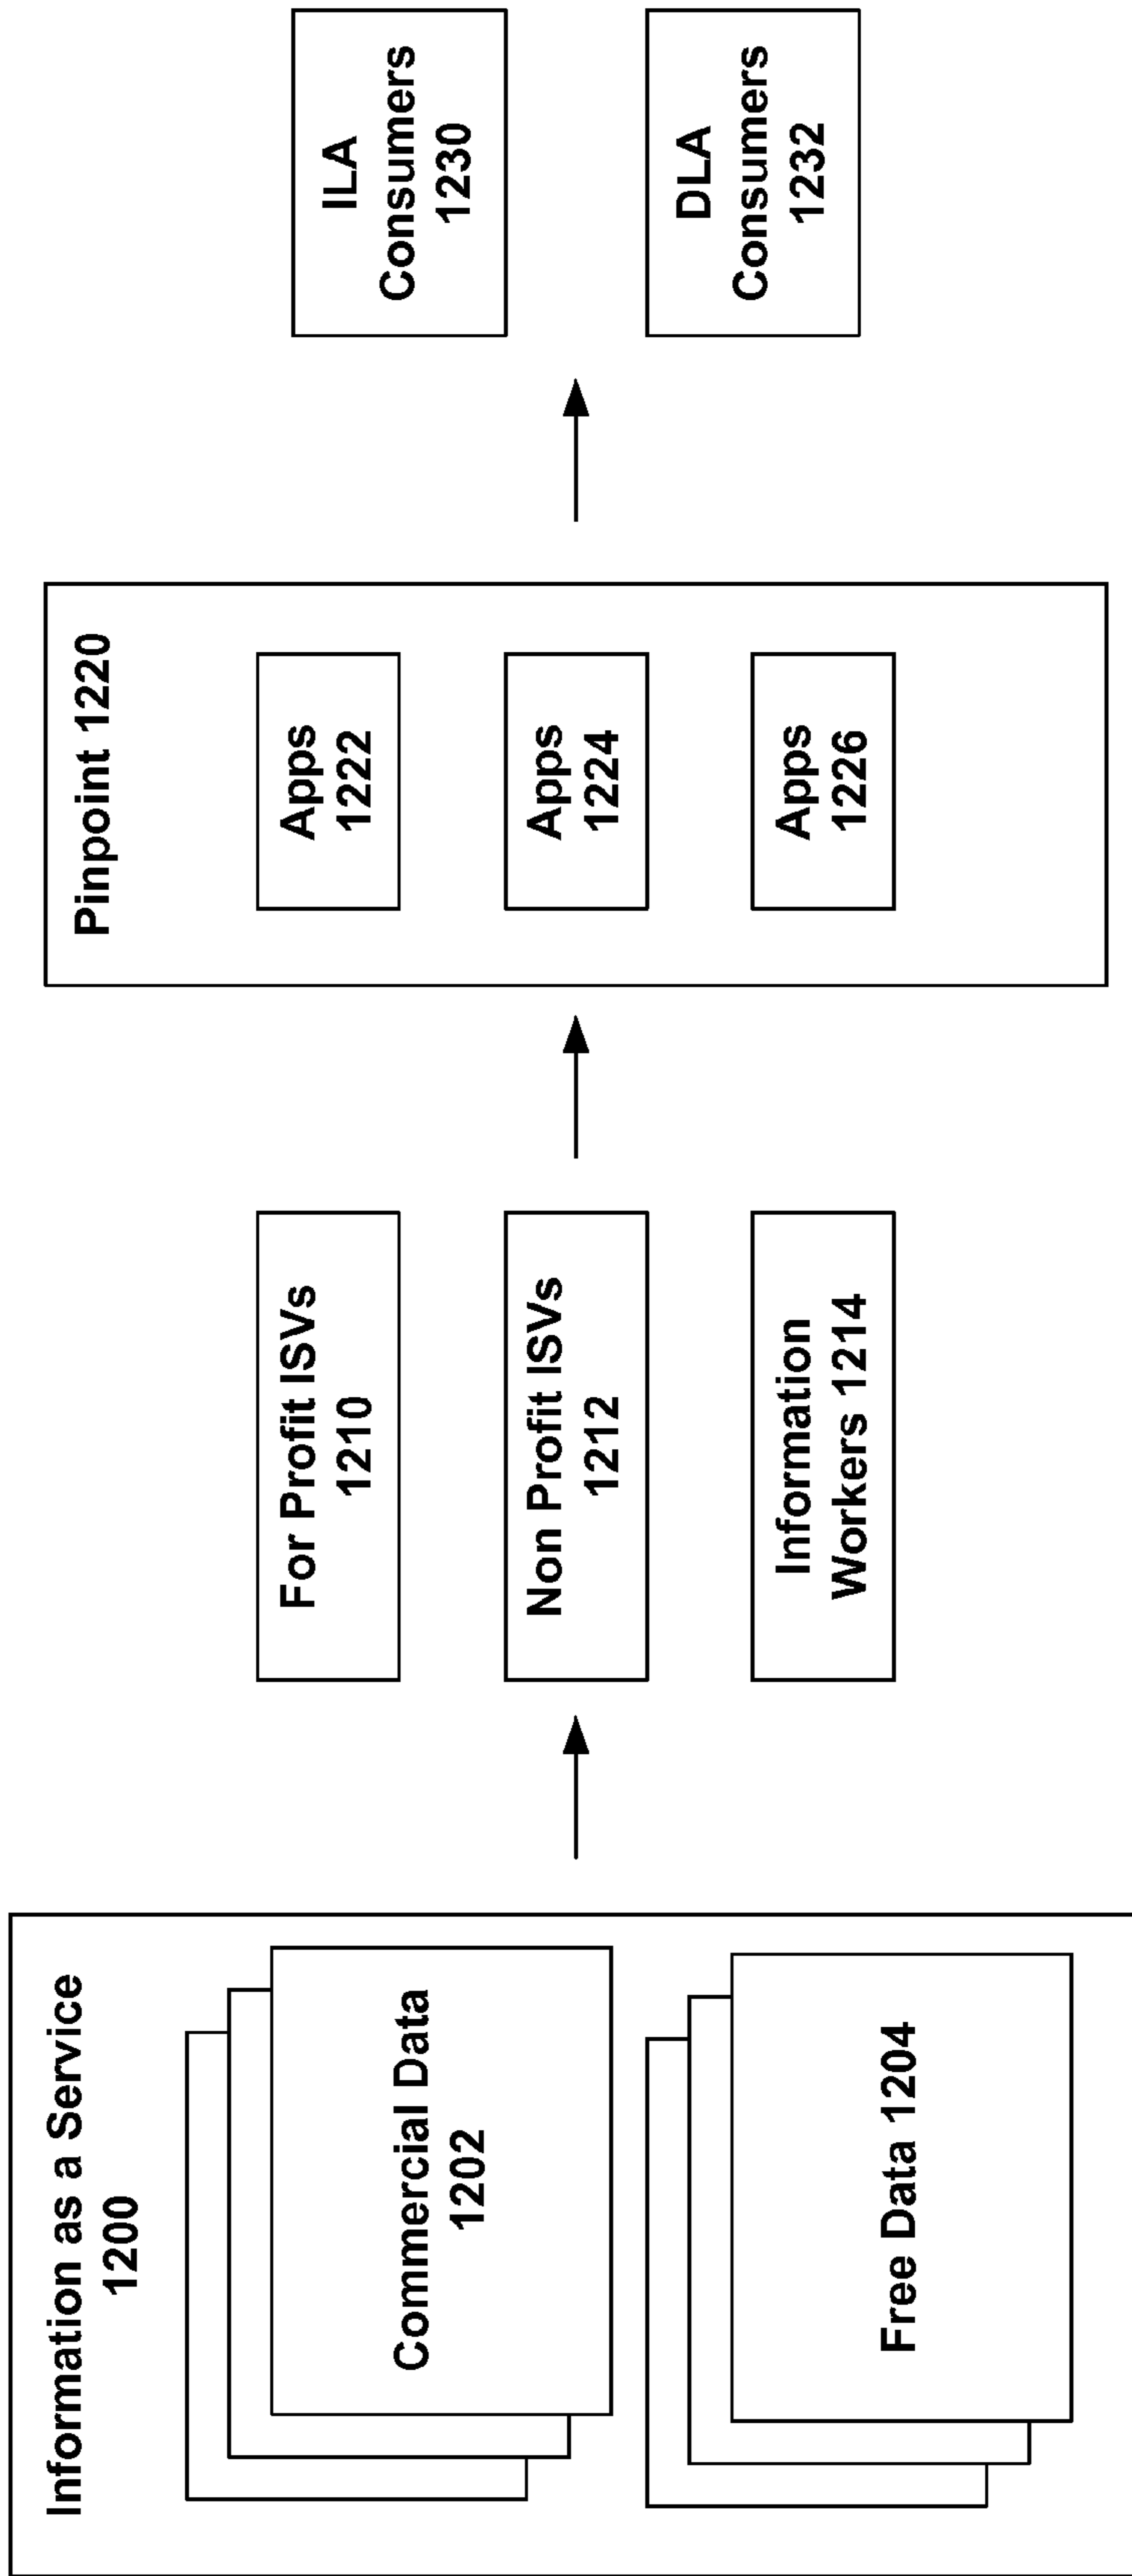 Information as a Service
1200
Commercial Data
1202
Free Data 1204
For Profit ISVs
1210
Non Profit ISVs
1212
Information
Workers 1214
Pinpoint 1220
Apps
1222
Apps
1224
Apps
1226
ILA
Consumers
1230
DLA
Consumers
1232